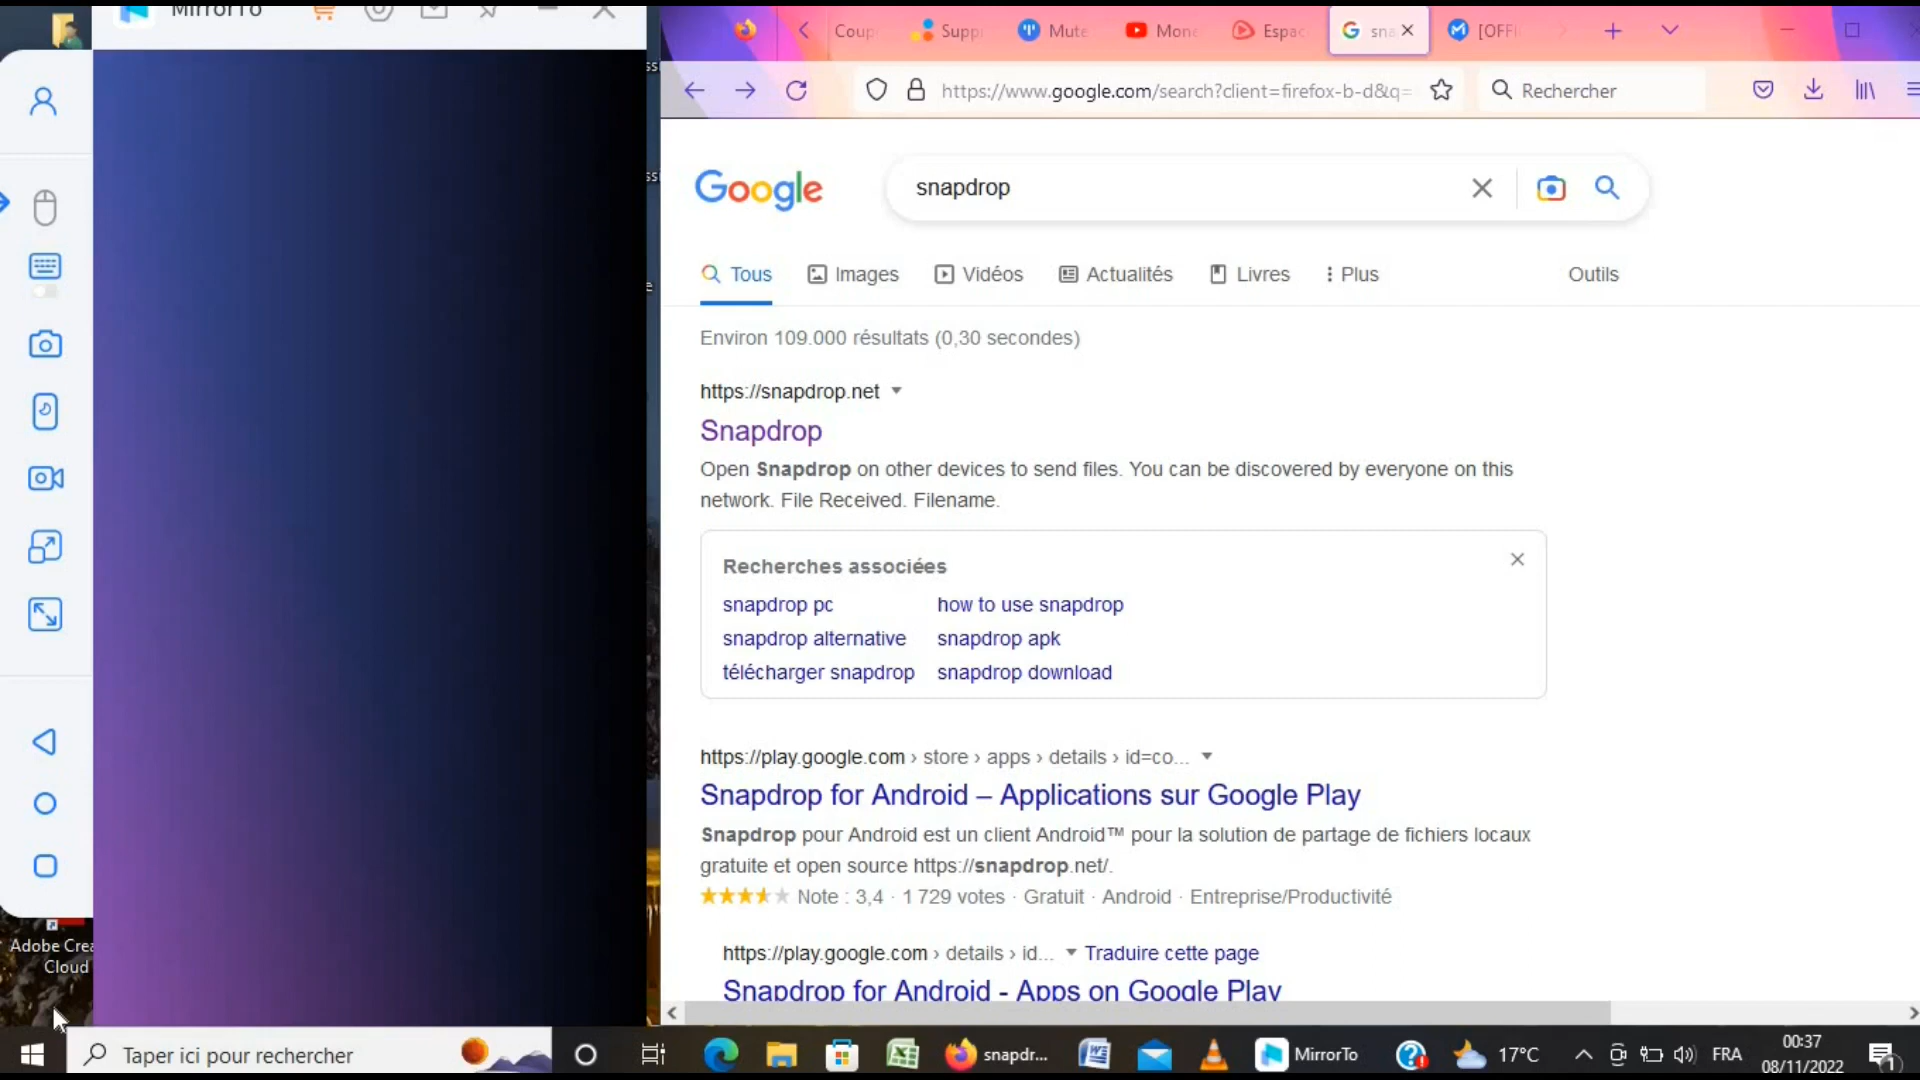 MirrorTo
Coup
Supp
Mute
Mon
Espac
sna
[OFFI
https://www.google.com/search?client=firefox-b-d&q=
Rechercher
Google
snapdrop
Tous
Images
Vidéos
Actualités
Livres
Plus
Outils
Environ 109.000 résultats (0,30 secondes)
https://snapdrop.net
Snapdrop
Open Snapdrop on other devices to send files. You can be discovered by everyone on this
network. File Received. Filename.
Recherches associées
snapdrop pc
how to use snapdrop
snapdrop alternative
snapdrop apk
télécharger snapdrop
snapdrop download
https://play.google.com › store › apps › details › id=co...
Snapdrop for Android – Applications sur Google Play
Snapdrop pour Android est un client Android™ pour la solution de partage de fichiers locaux
gratuite et open source https://snapdrop.net/.
Note : 3,4 · 1 729 votes · Gratuit · Android · Entreprise/Productivité
https://play.google.com › details › id...
Traduire cette page
Snapdrop for Android - Apps on Google Play
Adobe Crea
Cloud
Taper ici pour rechercher
snapdr...
MirrorTo
17°C
FRA
00:37
08/11/2022
1